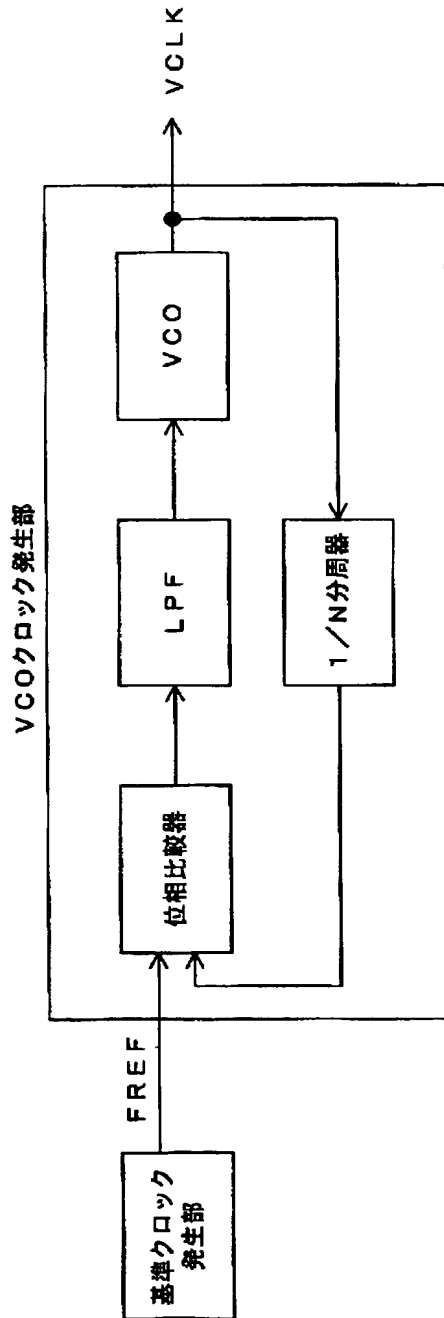 VCOクロック発生部
基準クロック
発生部
FREF
位相比較器
LPF
VCO
VCLK
1/N分周器